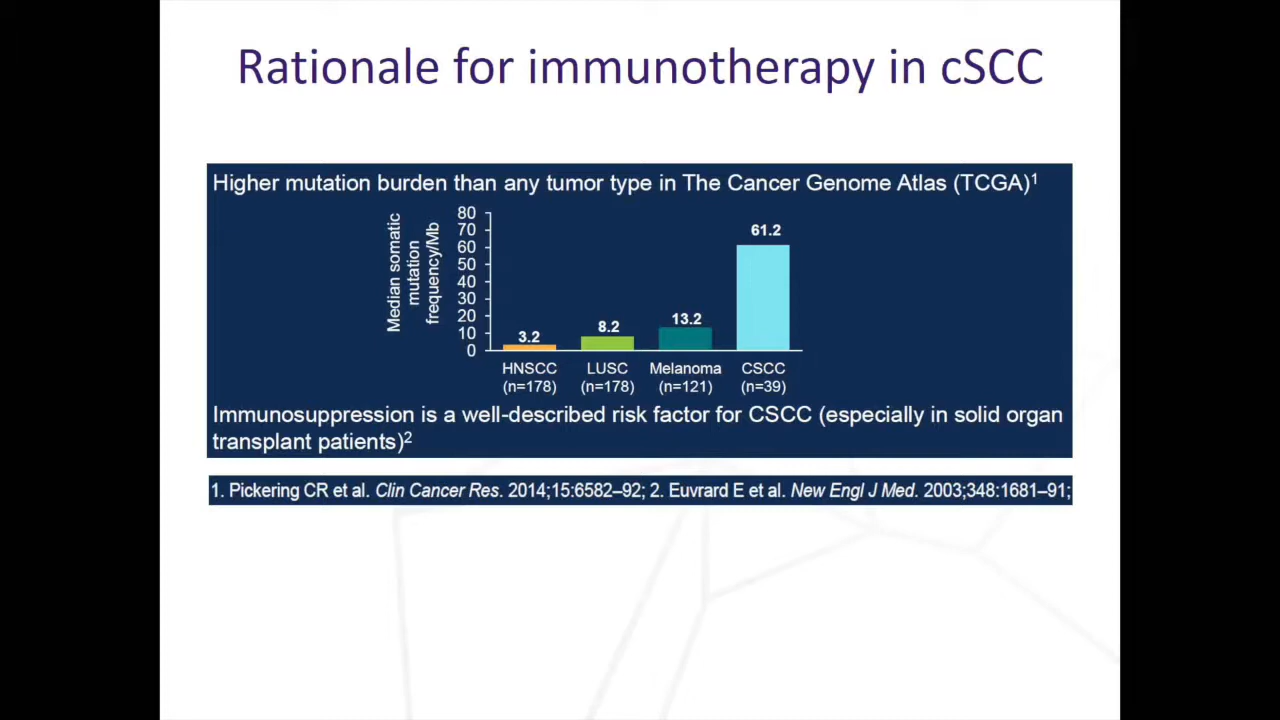 Rationale for immunotherapy in cSCC
Higher mutation burden than any tumor type in The Cancer Genome Atlas (TCGA)¹
Median somatic
mutation
frequency/Mb
80
70
60
50
40
30
20
10
0
3.2
8.2
13.2
61.2
HNSCC
(n=178)
LUSC
(n=178)
Melanoma
(n=121)
CSCC
(n=39)
Immunosuppression is a well-described risk factor for CSCC (especially in solid organ
transplant patients)²
1. Pickering CR et al. Clin Cancer Res. 2014;15:6582–92; 2. Euvrard E et al. New Engl J Med. 2003;348:1681–91;